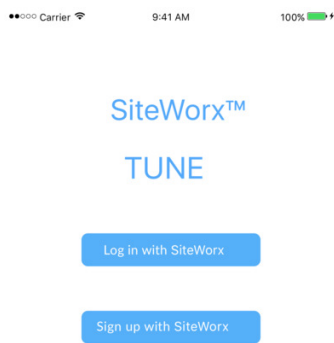 Carrier 9:41 AM 100%
SiteWorx™
TUNE
Log in with SiteWorx
Sign up with SiteWorx